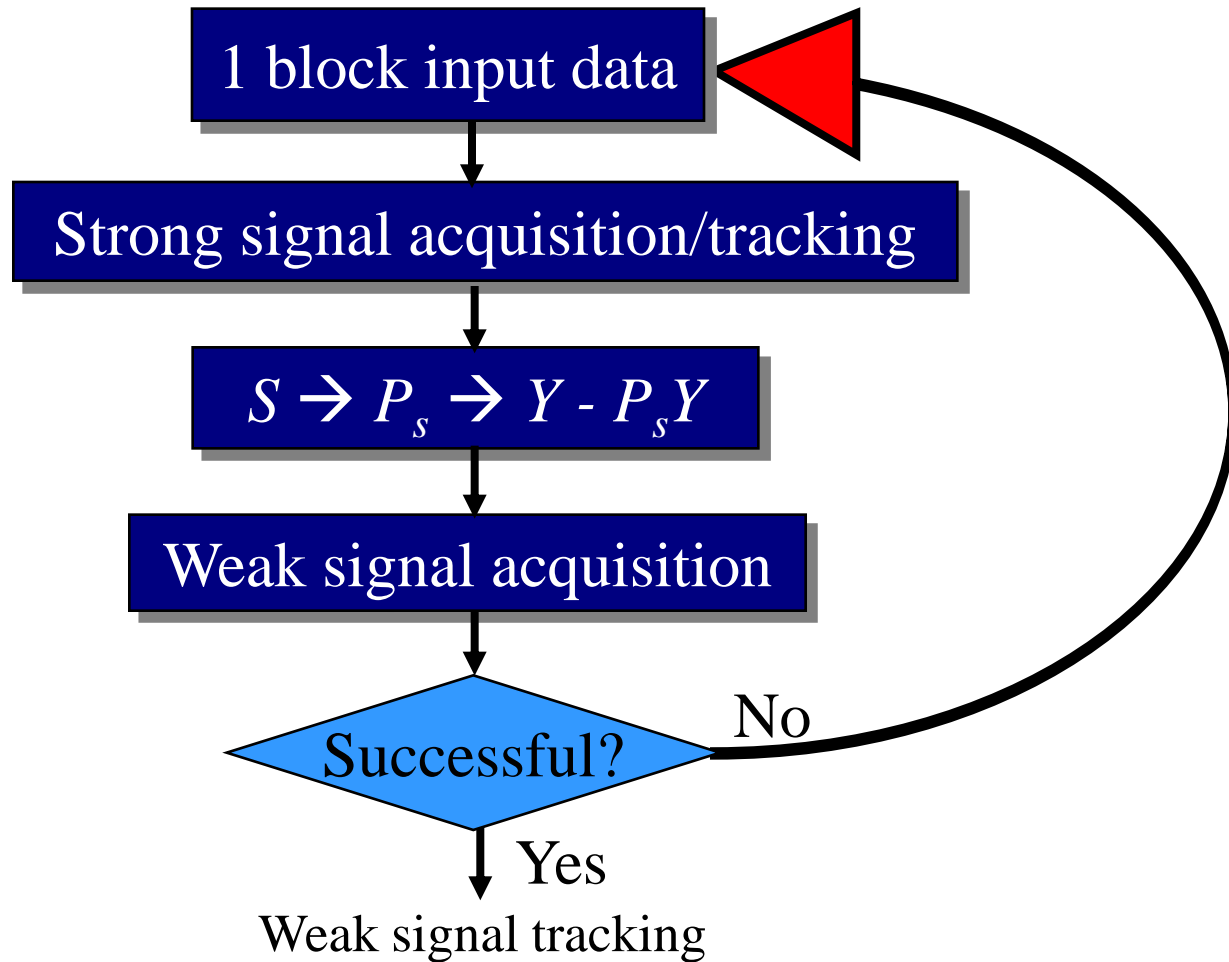 1 block input data
Strong signal acquisition/tracking
S → Pₛ → Y - PₛY
Weak signal acquisition
Successful?
No
Yes
Weak signal tracking